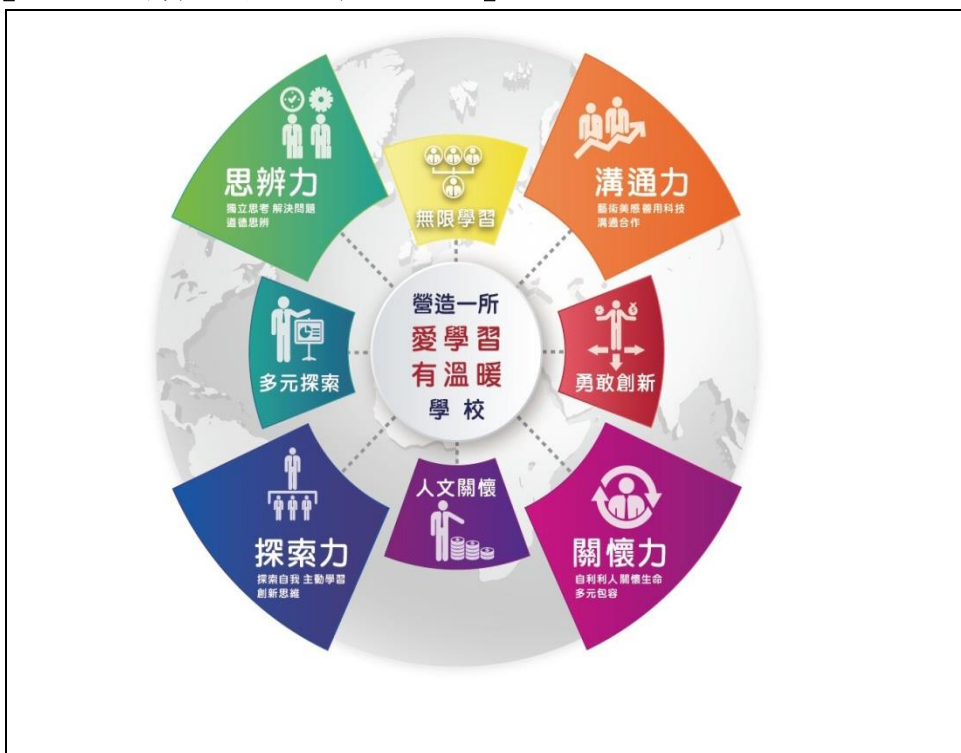 思辨力
獨立思考 解決問題
道德思辨
無限學習
溝通力
藝術美感善用科技
溝通合作
多元探索
營造一所
愛學習
有溫暖
學校
勇敢創新
探索力
探索自我 主動學習
創新思維
人文關懷
關懷力
自利利人關懷生命
多元包容